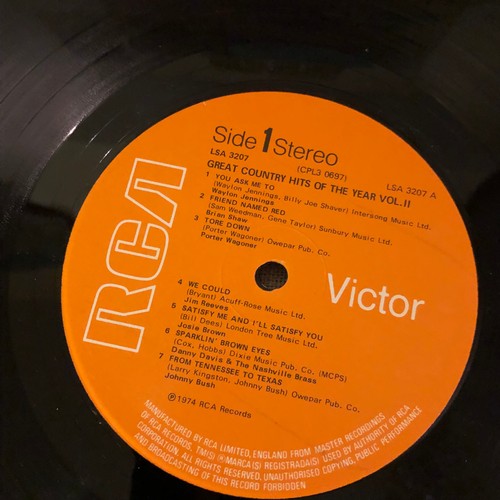 Side 1 Stereo
LSA 3207
(CPL3 0697)
LSA 3207 A
GREAT COUNTRY HITS OF THE YEAR VOL.II
1 YOU ASK ME TO
(Waylon Jennings, Billy Joe Shaver) Intersong Music Ltd.
Waylon Jennings
2 FRIEND NAMED RED
(Sam Weedman, Gene Taylor) Sunbury Music Ltd.
Brian Shaw
3 TORE DOWN
(Porter Wagoner) Owepar Pub. Co.
Porter Wagoner
RCA
Victor
4 WE COULD
(Bryant) Acuff-Rose Music Ltd.
Jim Reeves
5 SATISFY ME AND I'LL SATISFY YOU
(Bill Dees) London Tree Music Ltd.
Josie Brown
6 SPARKLIN' BROWN EYES
(Cox, Hobbs) Dixie Music Pub. Co. (MCPS)
Danny Davis & The Nashville Brass
7 FROM TENNESSEE TO TEXAS
(Larry Kingston, Johnny Bush) Owepar Pub. Co.
Johnny Bush
℗1974 RCA Records
MANUFACTURED BY RCA LIMITED, ENGLAND FROM MASTER RECORDINGS
OF RCA RECORDS, TM(S) ® MARCA(S) REGISTRADA(S) USED BY AUTHORITY OF RCA
CORPORATION. ALL RIGHTS RESERVED, UNAUTHORISED COPYING, PUBLIC PERFORMANCE
AND BROADCASTING OF THIS RECORD FORBIDDEN